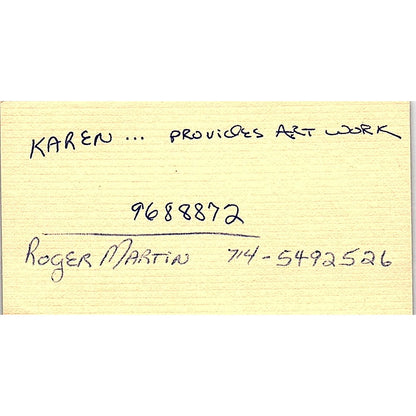 KAREN... PROVIDES ART WORK
9688872
ROGER MARTIN 714-5492526